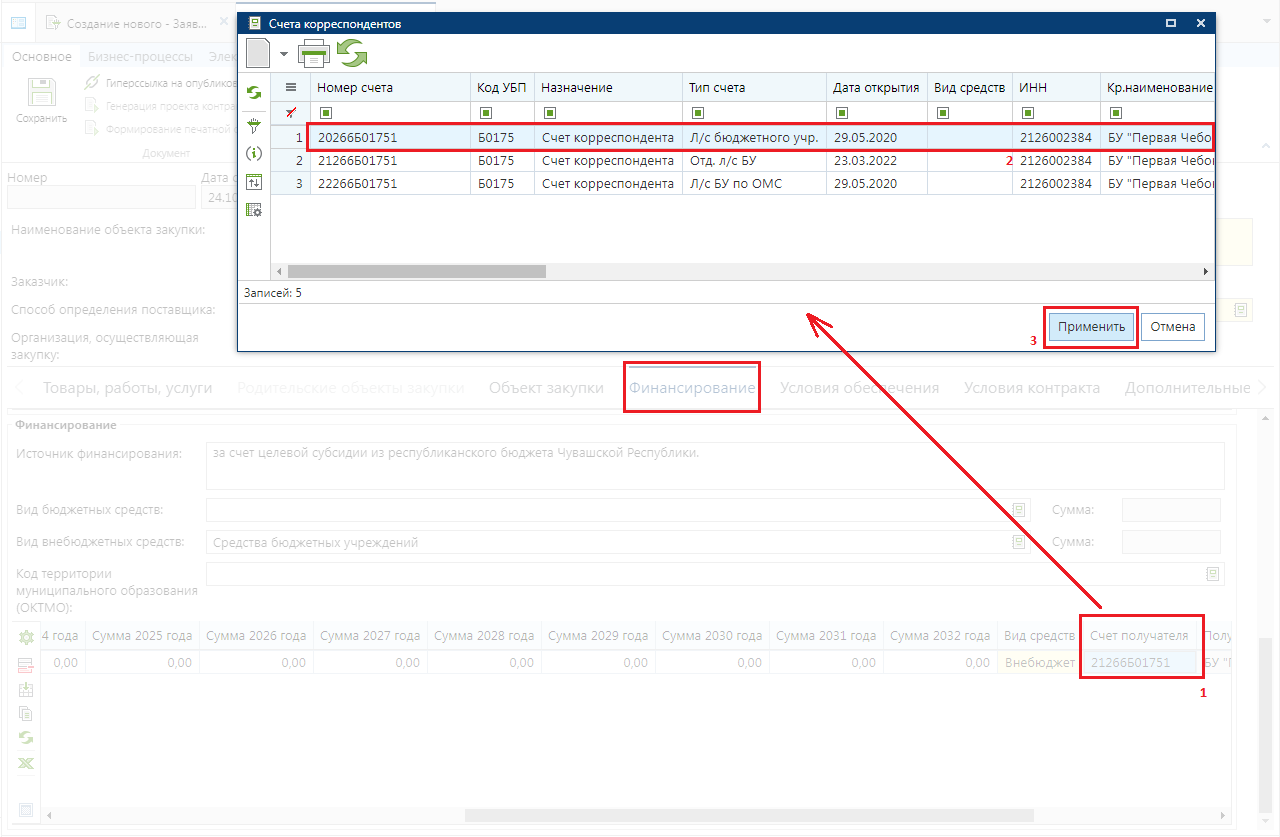 Создание нового - Заяв...
Счета корреспондентов
Основное Бизнес-процессы
Сохранить
Гиперссылка на опубликов
Генерация проекта контра
Формирование печатной
Документ
Номер
24.10
Наименование объекта закупки:
Заказчик:
Способ определения поставщика:
Организация, осуществляющая
закупку:
Номер счета Код УБП Назначение Тип счета Дата открытия Вид средств ИНН Кр.наименование
1 20266Б01751 Б0175 Счет корреспондента Л/с бюджетного учр. 29.05.2020 2126002384 БУ "Первая Чебо
2 21266Б01751 Б0175 Счет корреспондента Отд. л/с БУ 23.03.2022 2 2126002384 БУ "Первая Чебо
3 22266Б01751 Б0175 Счет корреспондента Л/с БУ по ОМС 29.05.2020 2126002384 БУ "Первая Чебо
Записей: 5
3 Применить Отмена
Товары, работы, услуги Родительские объекты закупки Объект закупки Финансирование Условия обеспечения Условия контракта Дополнительные
Финансирование
Источник финансирования: за счет целевой субсидии из республиканского бюджета Чувашской Республики.
Вид бюджетных средств: Сумма:
Вид внебюджетных средств: Средства бюджетных учреждений Сумма:
Код территории
муниципального образования
(ОКТМО):
4 года Сумма 2025 года Сумма 2026 года Сумма 2027 года Сумма 2028 года Сумма 2029 года Сумма 2030 года Сумма 2031 года Сумма 2032 года Вид средств Счет получателя Полу
0,00 0,00 0,00 0,00 0,00 0,00 0,00 0,00 0,00 Внебюджет 21266Б01751 БУ "П
1